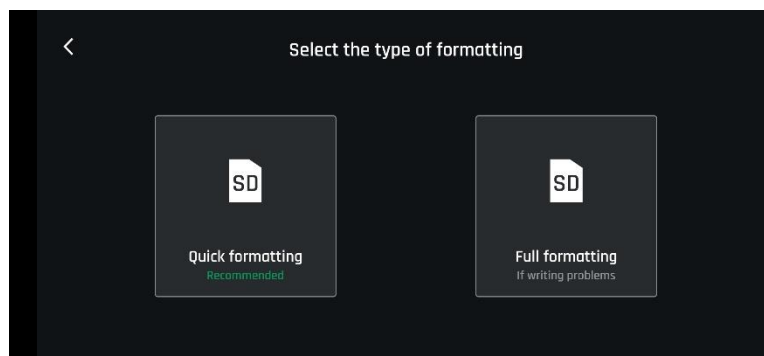 Select the type of formatting
SD
Quick formatting
Recommended
SD
Full formatting
If writing problems